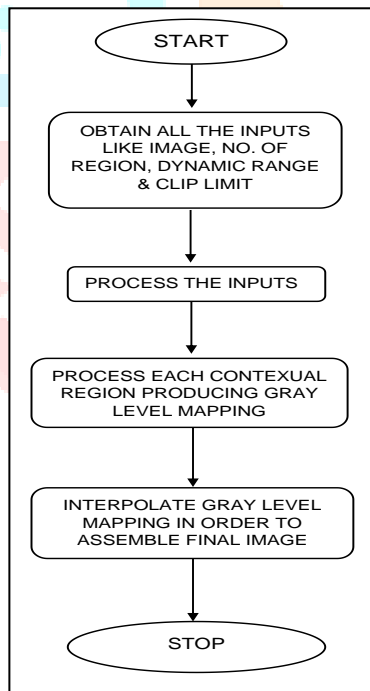 START
OBTAIN ALL THE INPUTS
LIKE IMAGE, NO. OF
REGION, DYNAMIC RANGE
& CLIP LIMIT
PROCESS THE INPUTS
PROCESS EACH CONTEXUAL
REGION PRODUCING GRAY
LEVEL MAPPING
INTERPOLATE GRAY LEVEL
MAPPING IN ORDER TO
ASSEMBLE FINAL IMAGE
STOP